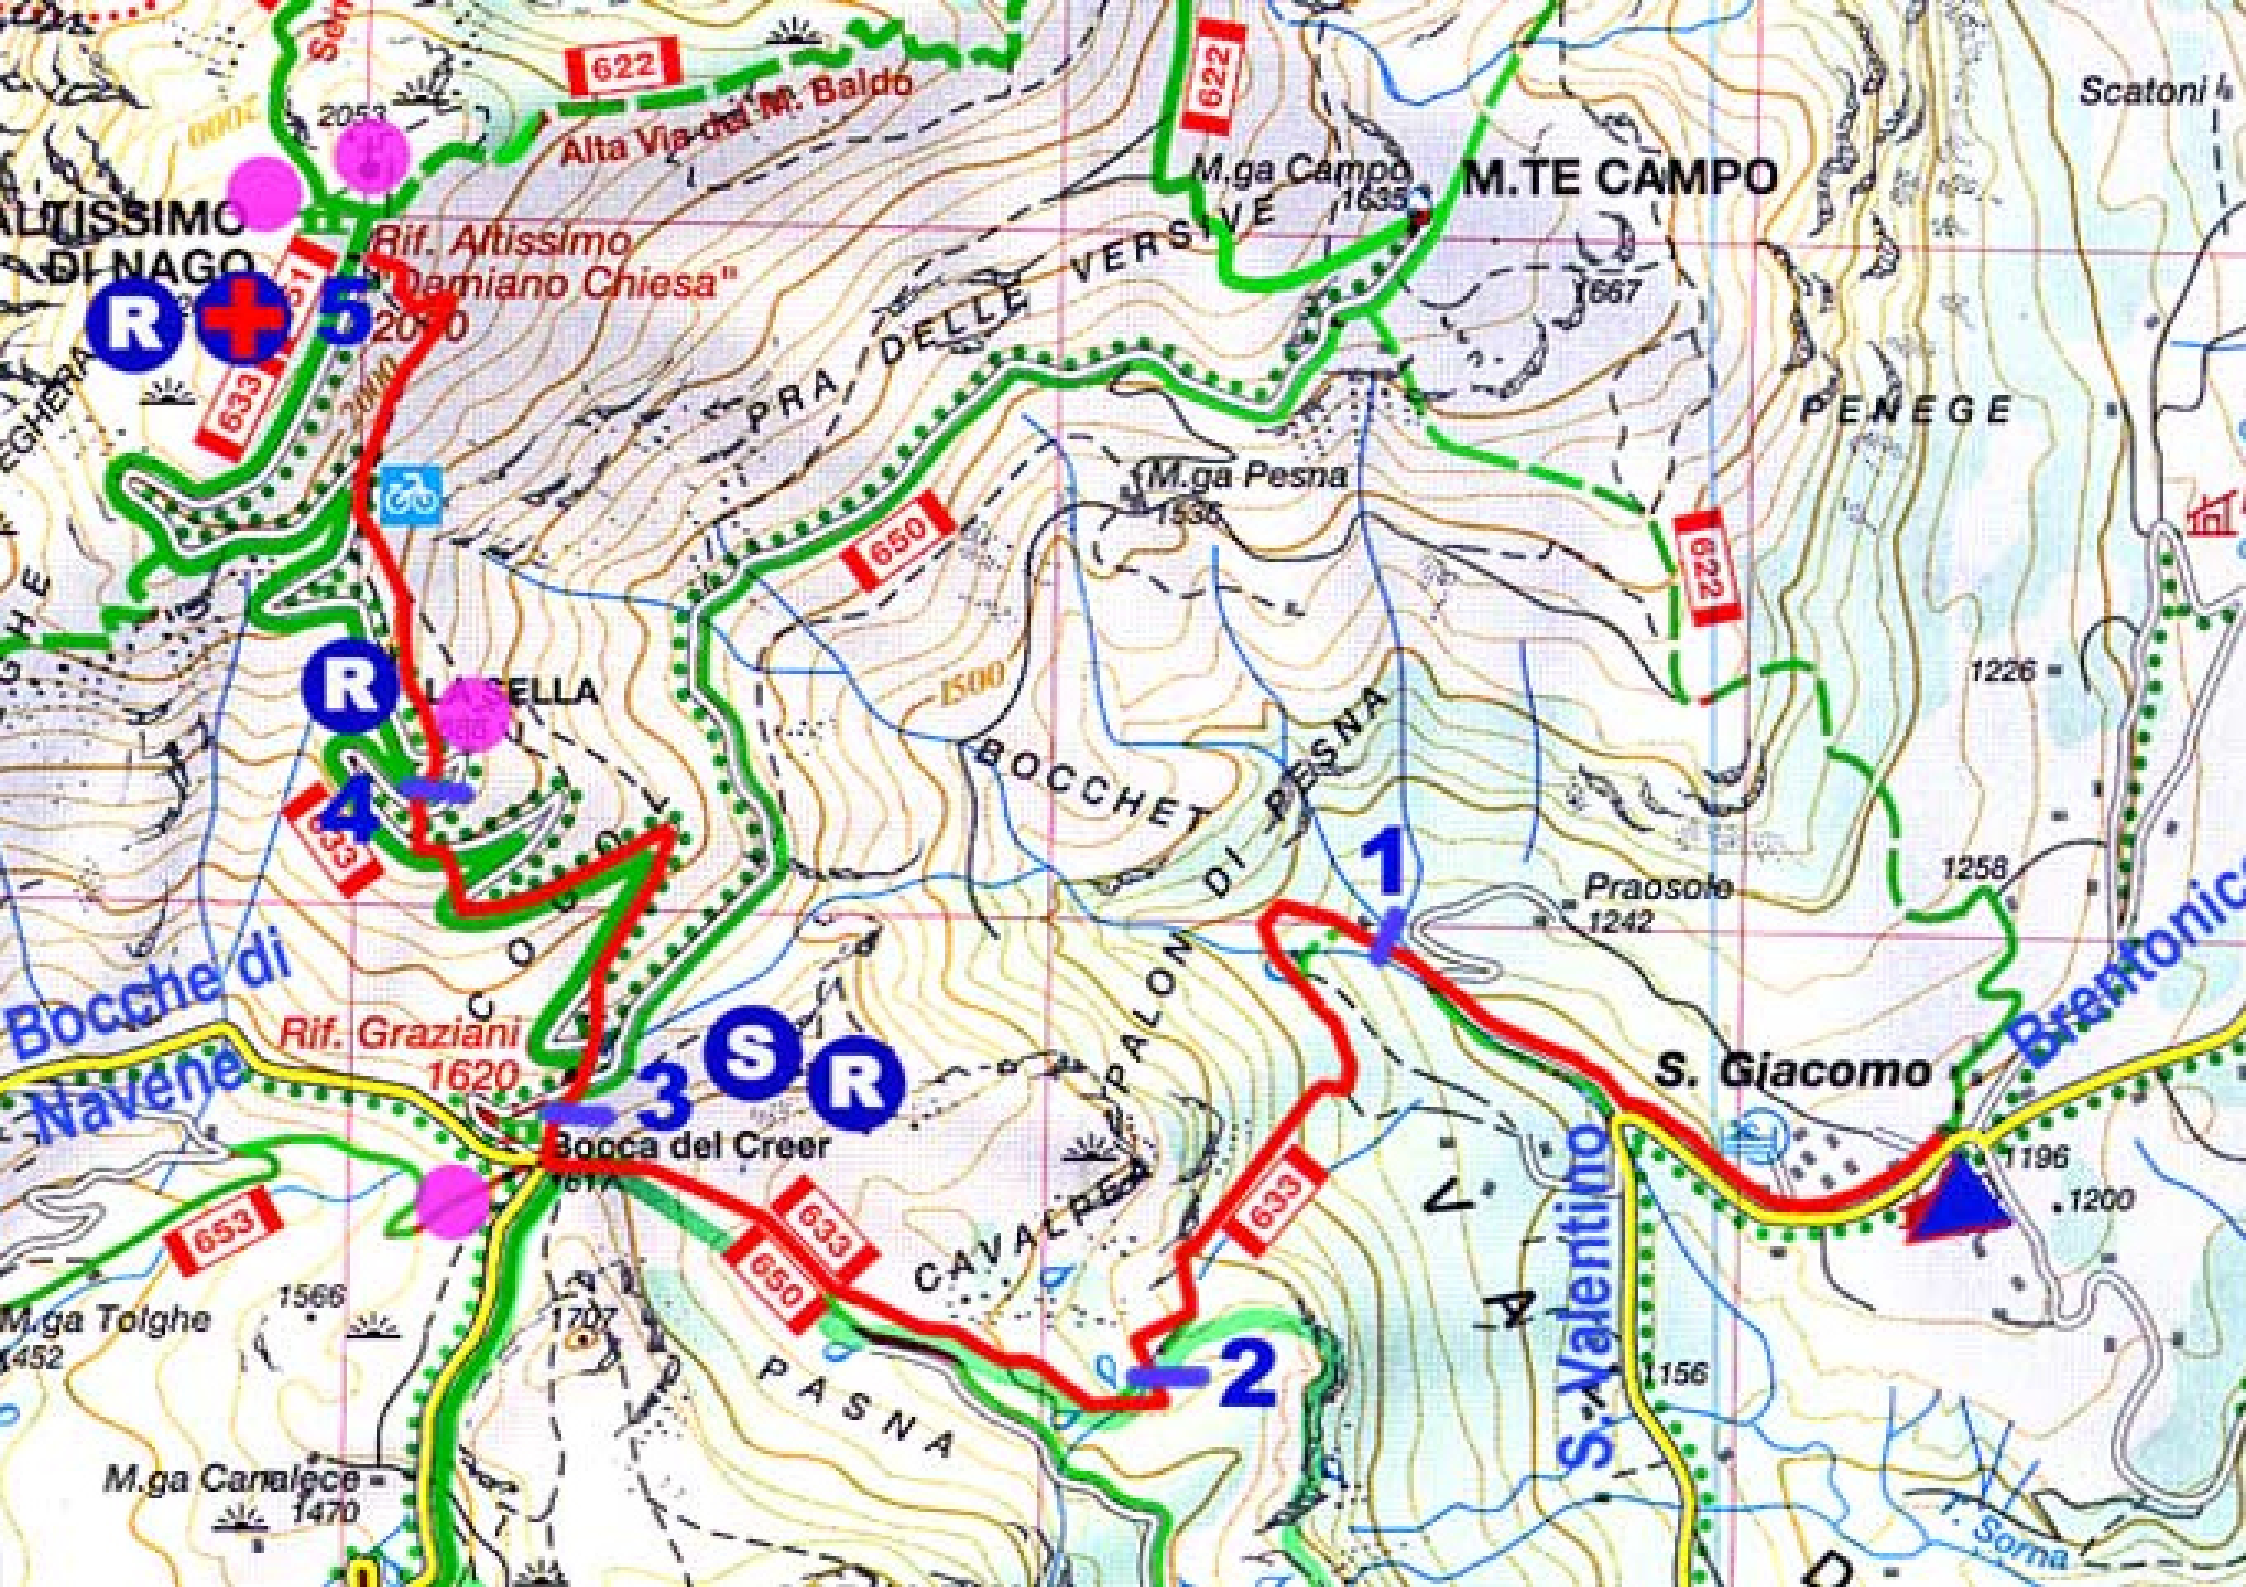 622
2053
Alta Via del M. Baldo
622
M.ga Campo
1635
M.TE CAMPO
Scatoni
ALTISSIMO
DI NAGO
Rif. Altissimo
"Damiano Chiesa"
R
5
633
2000
1667
PRA DELLE VERSIVE
PENEGE
M.ga Pesna
1535
650
622
R
LA SELLA
1500
BOCCHET
DI PESNA
1226
4
633
1
Praosole
1242
1258
Bocche di
Navene
Rif. Graziani
1620
3
S
R
Bocca del Creer
1617
PALON
S. Giacomo
Brentonico
1196
1200
S. Valentino
653
633
650
CAVALPEA
633
M.ga Tolghe
1452
1566
1707
PASNA
2
1156
M.ga Canalece
1470
T. Sorna